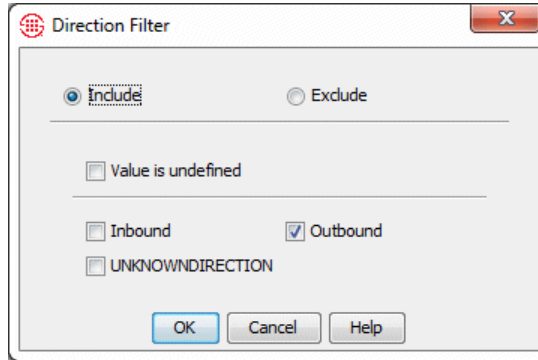 Direction Filter
Include Exclude
Value is undefined
Inbound Outbound
UNKNOWNDIRECTION
OK Cancel Help